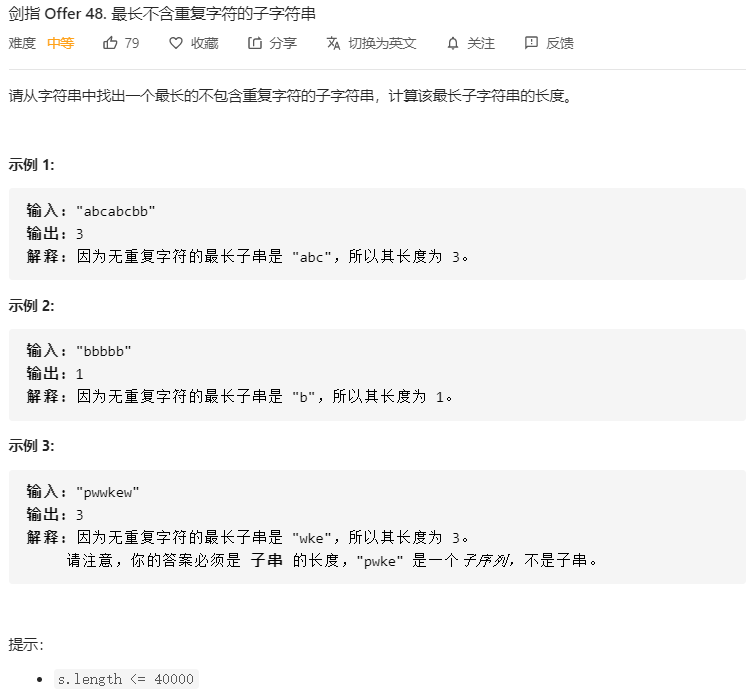 剑指 Offer 48. 最长不含重复字符的子字符串
难度 中等 79 收藏 分享 切换为英文 关注 反馈
请从字符串中找出一个最长的不包含重复字符的子字符串，计算该最长子字符串的长度。
示例 1:
输入: "abcabcbb"
输出: 3
解释: 因为无重复字符的最长子串是 "abc"，所以其长度为 3。
示例 2:
输入: "bbbbb"
输出: 1
解释: 因为无重复字符的最长子串是 "b"，所以其长度为 1。
示例 3:
输入: "pwwkew"
输出: 3
解释: 因为无重复字符的最长子串是 "wke"，所以其长度为 3。
请注意，你的答案必须是 子串 的长度，"pwke" 是一个子序列，不是子串。
提示：
s.length <= 40000